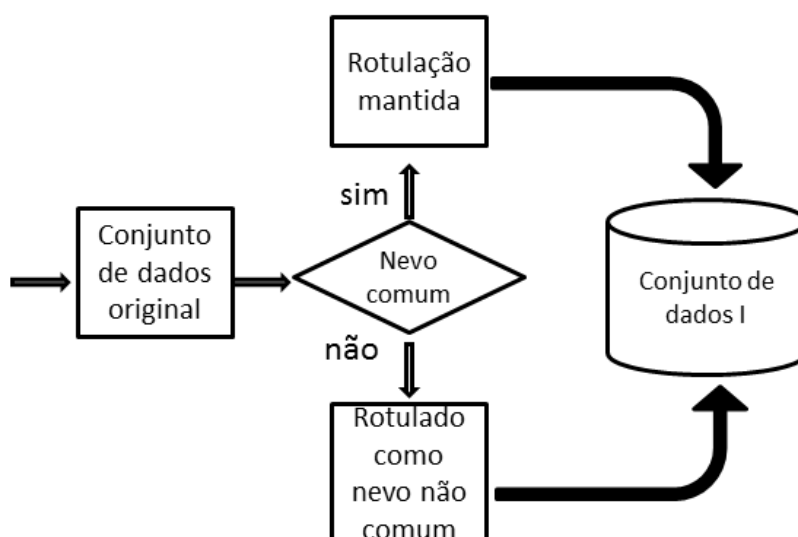 Rotulação
mantida
sim
Conjunto
de dados
original
Nevo
comum
Conjunto de
dados I
não
Rotulado
como
nevo não
comum